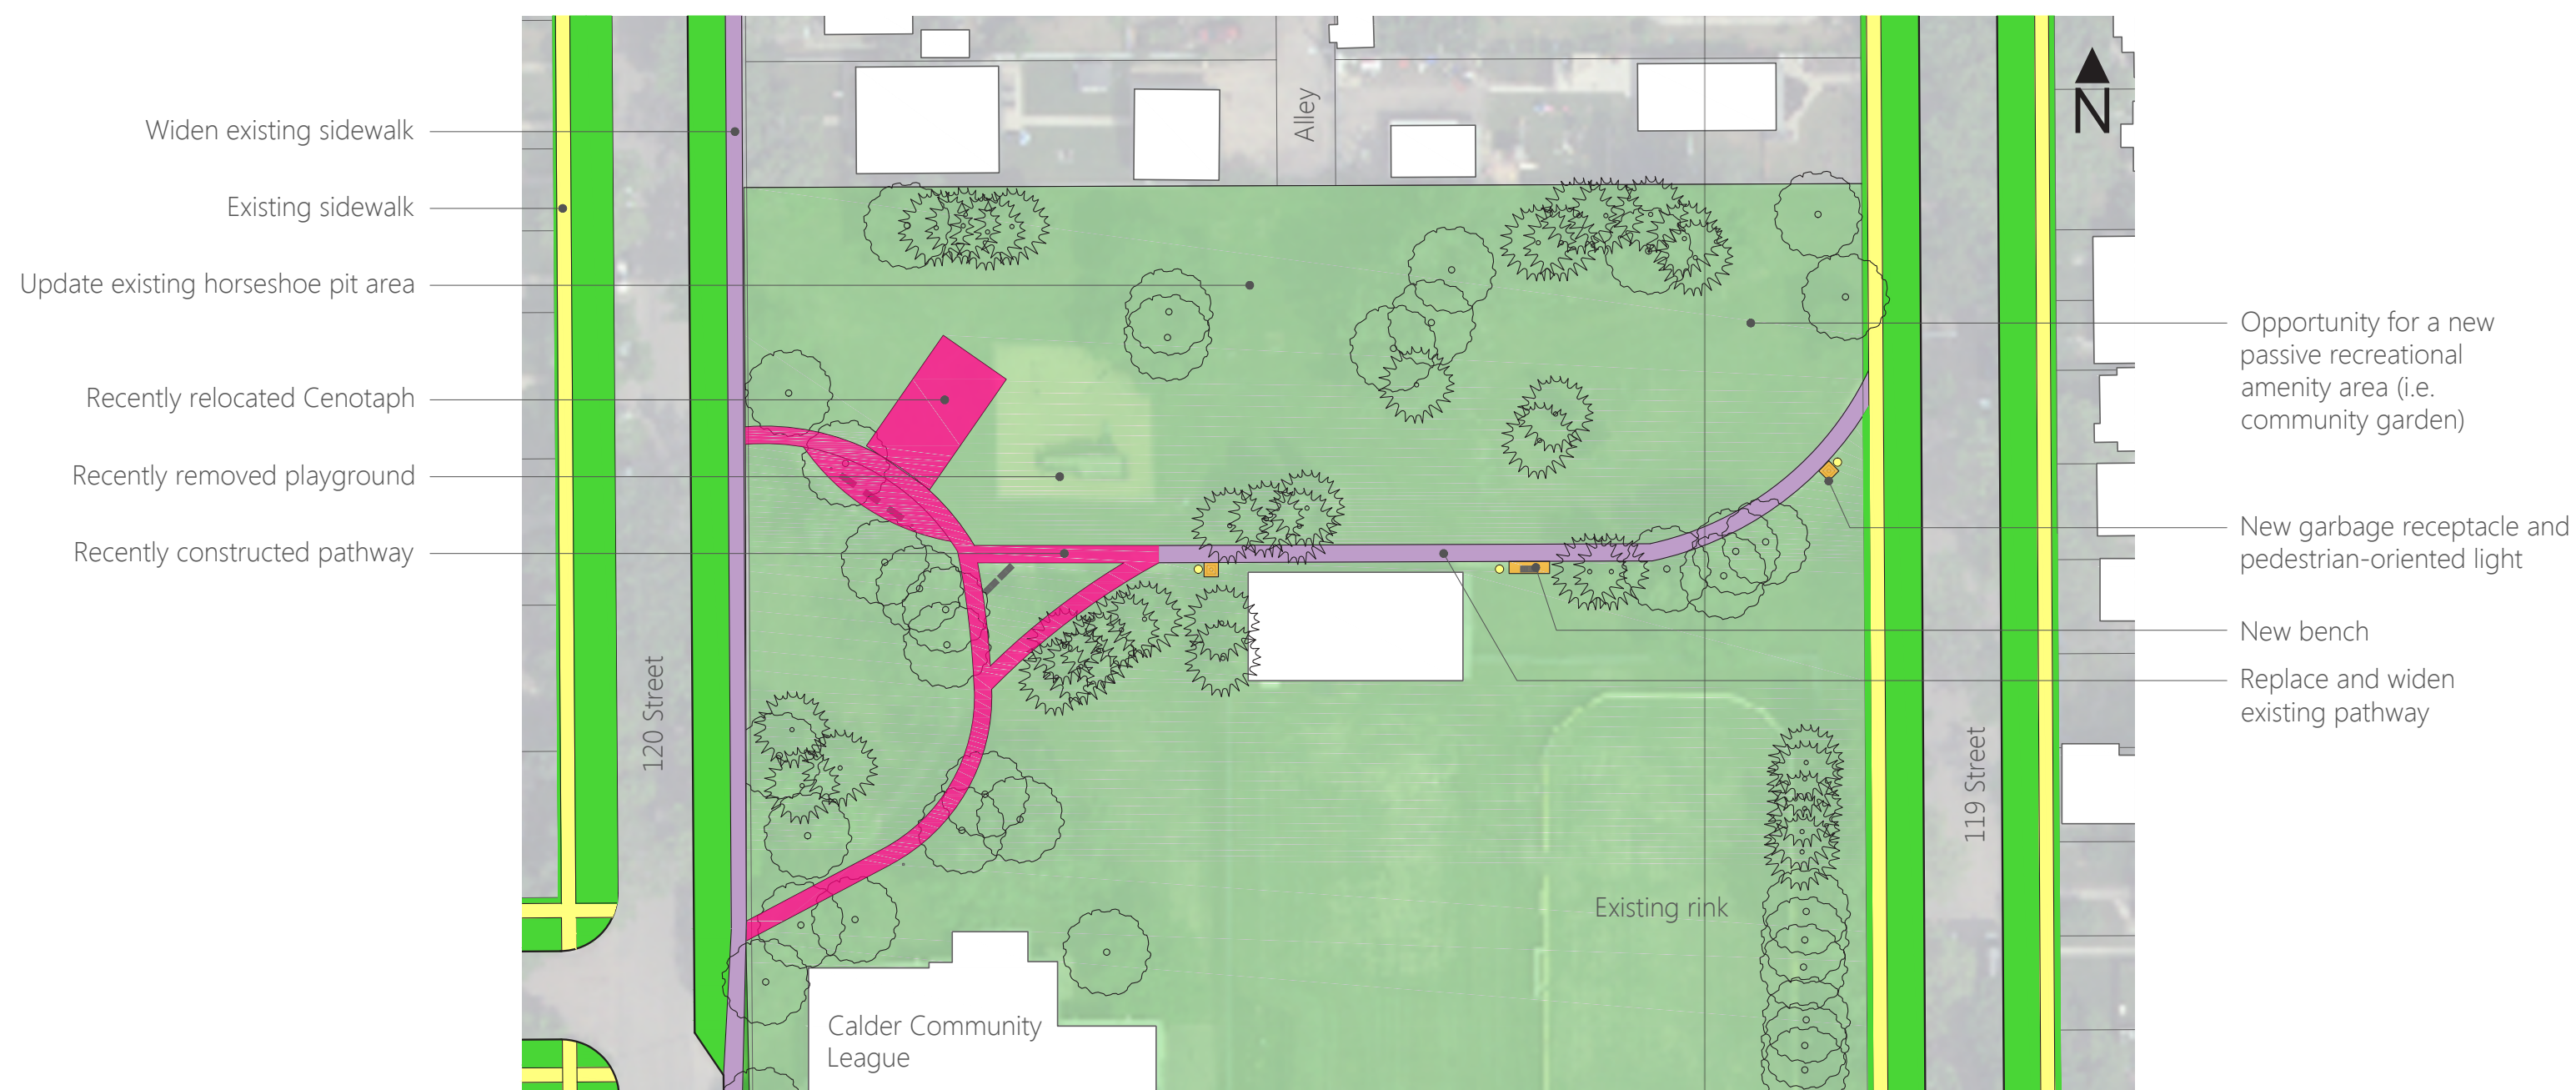 Widen existing sidewalk
Existing sidewalk
Update existing horseshoe pit area
Recently relocated Cenotaph
Recently removed playground
Recently constructed pathway
Alley
N
120 Street
119 Street
Existing rink
Calder Community
League
Opportunity for a new
passive recreational
amenity area (i.e.
community garden)
New garbage receptacle and
pedestrian-oriented light
New bench
Replace and widen
existing pathway